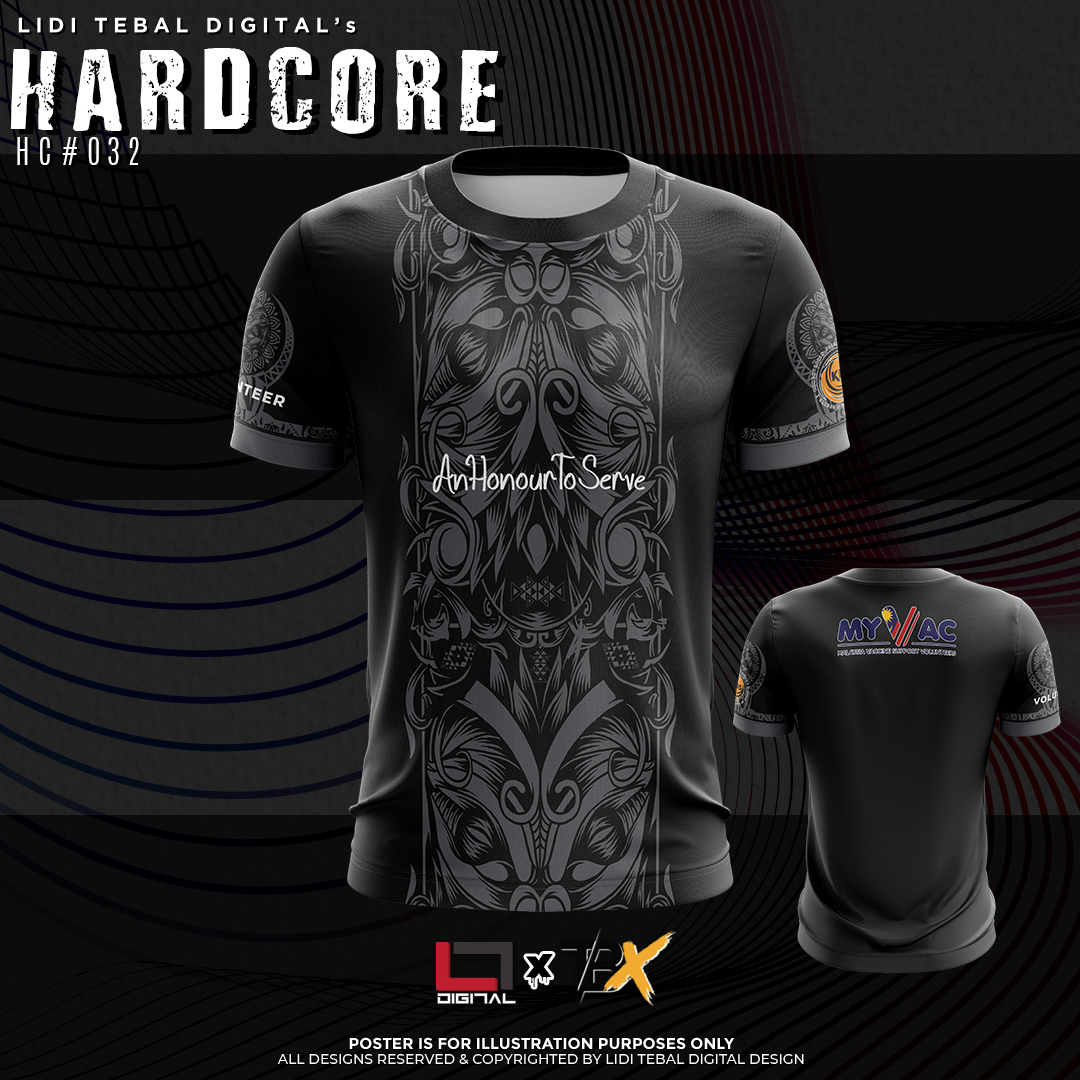 LIDI TEBAL DIGITAL's
HARDCORE
HC#032
NTEER
AnHonourToServe
MYVAC
MALAYSIA VACCINE SUPPORT VOLUNTEERS
VOLU
DIGITAL
X
TBX
POSTER IS FOR ILLUSTRATION PURPOSES ONLY
ALL DESIGNS RESERVED & COPYRIGHTED BY LIDI TEBAL DIGITAL DESIGN